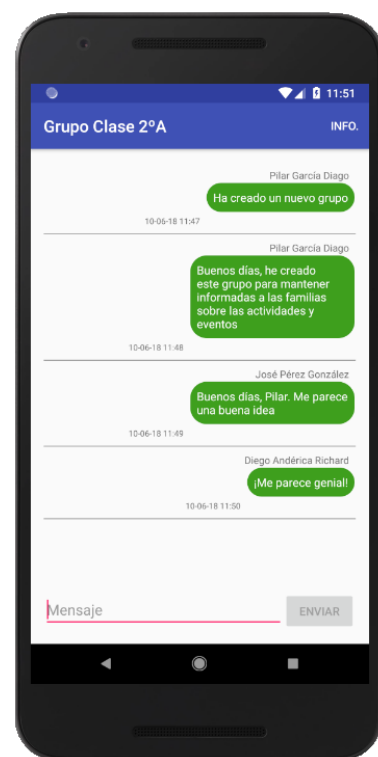 11:51
Grupo Clase 2ºA
INFO.
Pilar García Diago
Ha creado un nuevo grupo
10-06-18 11:47
Pilar García Diago
Buenos días, he creado
este grupo para mantener
informadas a las familias
sobre las actividades y
eventos
10-06-18 11:48
José Pérez González
Buenos días, Pilar. Me parece
una buena idea
10-06-18 11:49
Diego Andérica Richard
¡Me parece genial!
10-06-18 11:50
Mensaje
ENVIAR